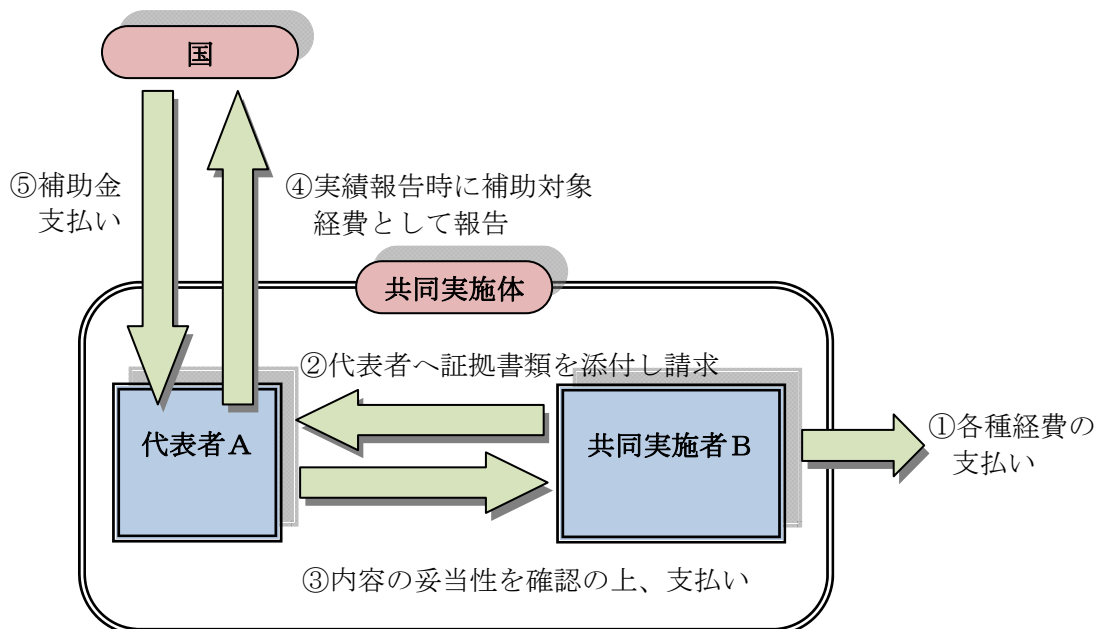 国
⑤補助金
支払い
④実績報告時に補助対象
経費として報告
共同実施体
②代表者へ証拠書類を添付し請求
代表者A
共同実施者B
①各種経費の
支払い
③内容の妥当性を確認の上、支払い